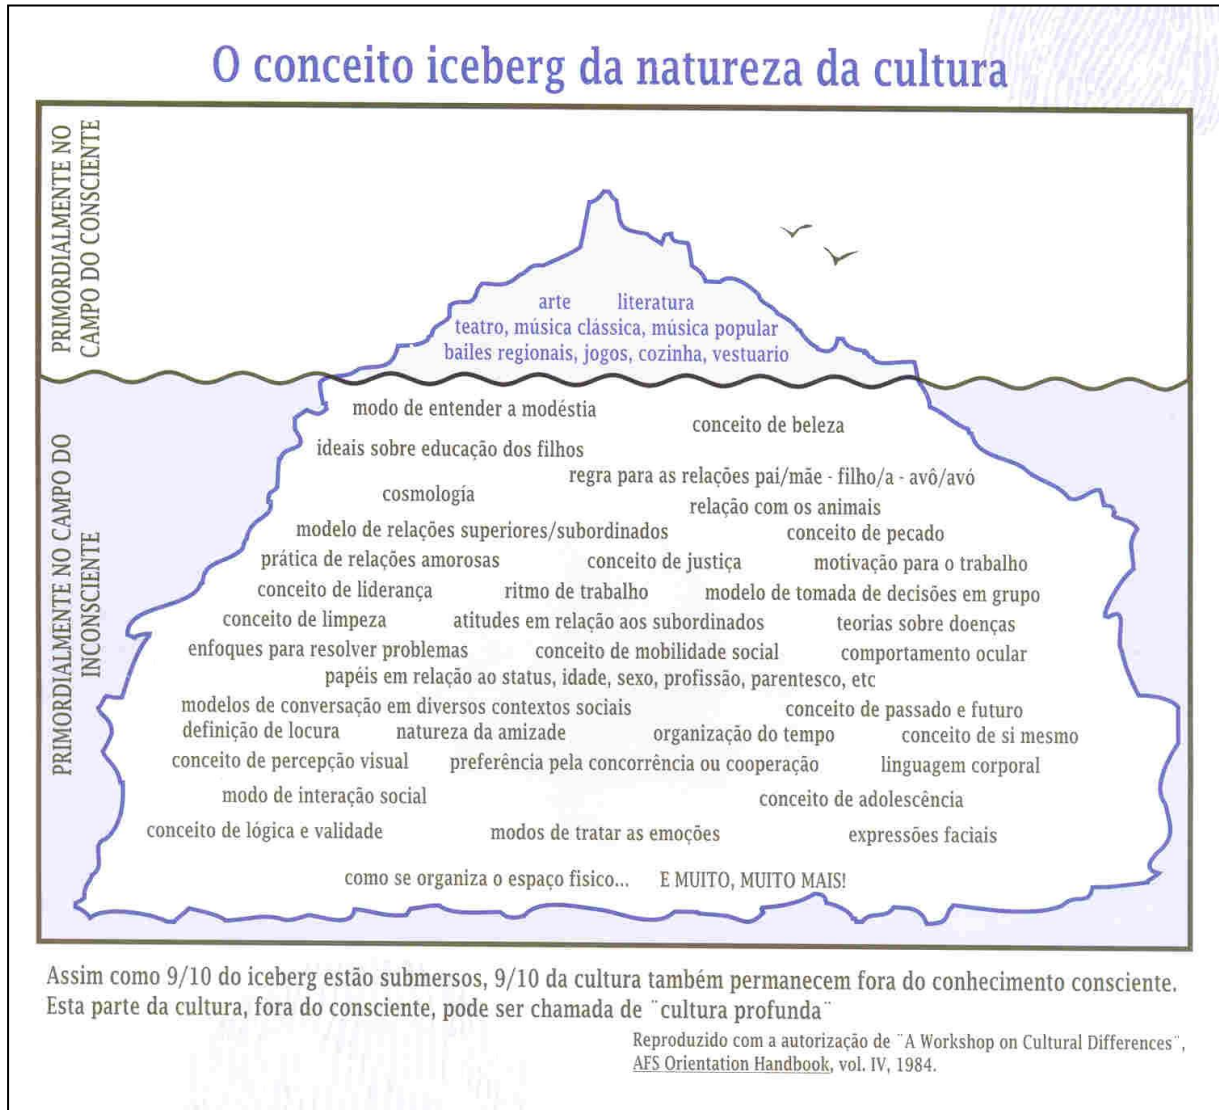 O conceito iceberg da natureza da cultura
PRIMORDIALMENTE NO
CAMPO DO CONSCIENTE
arte literatura
teatro, música clássica, música popular
bailes regionais, jogos, cozinha, vestuario
PRIMORDIALMENTE NO CAMPO DO
INCONSCIENTE
modo de entender a modéstia
conceito de beleza
ideais sobre educação dos filhos
regra para as relações pai/mãe - filho/a - avô/avó
cosmología
relação com os animais
modelo de relações superiores/subordinados conceito de pecado
prática de relações amorosas conceito de justiça motivação para o trabalho
conceito de liderança ritmo de trabalho modelo de tomada de decisões em grupo
conceito de limpeza atitudes em relação aos subordinados teorias sobre doenças
enfoques para resolver problemas conceito de mobilidade social comportamento ocular
papéis em relação ao status, idade, sexo, profissão, parentesco, etc
modelos de conversação em diversos contextos sociais conceito de passado e futuro
definição de locura natureza da amizade organização do tempo conceito de si mesmo
conceito de percepção visual preferência pela concorrência ou cooperação linguagem corporal
modo de interação social conceito de adolescência
conceito de lógica e validade modos de tratar as emoções expressões faciais
como se organiza o espaço fisico... E MUITO, MUITO MAIS!
Assim como 9/10 do iceberg estão submersos, 9/10 da cultura também permanecem fora do conhecimento consciente.
Esta parte da cultura, fora do consciente, pode ser chamada de ¨cultura profunda¨
Reproduzido com a autorização de ¨A Workshop on Cultural Differences¨,
AFS Orientation Handbook, vol. IV, 1984.